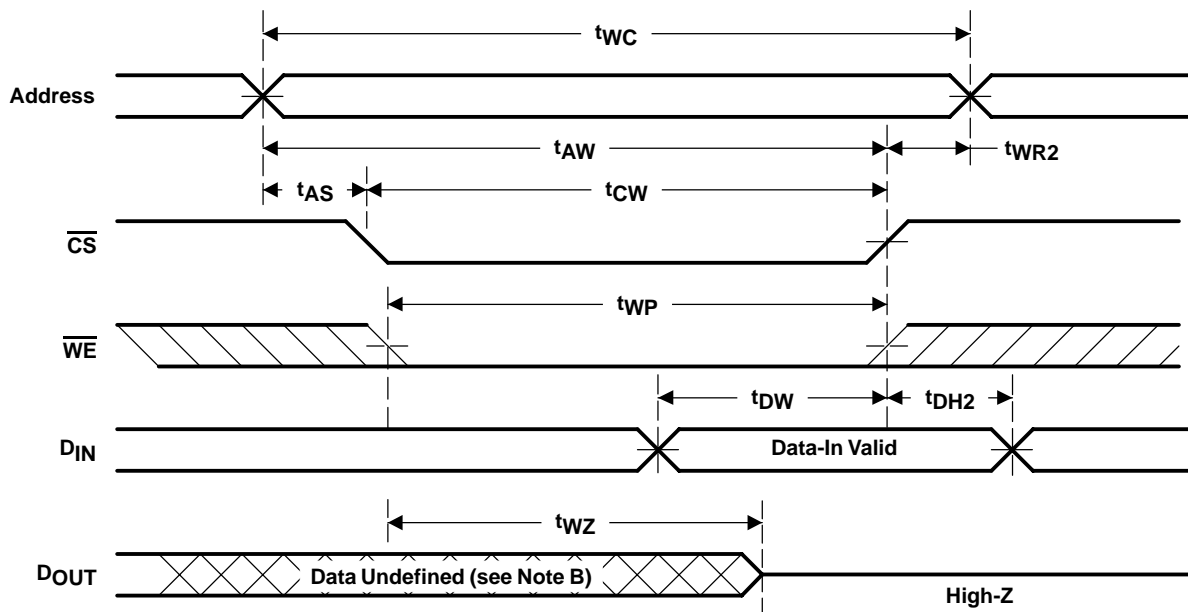 tWC
Address
tAW
tWR2
tAS
tCW
CS
tWP
WE
tDW
tDH2
DIN
Data-In Valid
tWZ
DOUT
Data Undefined (see Note B)
High-Z